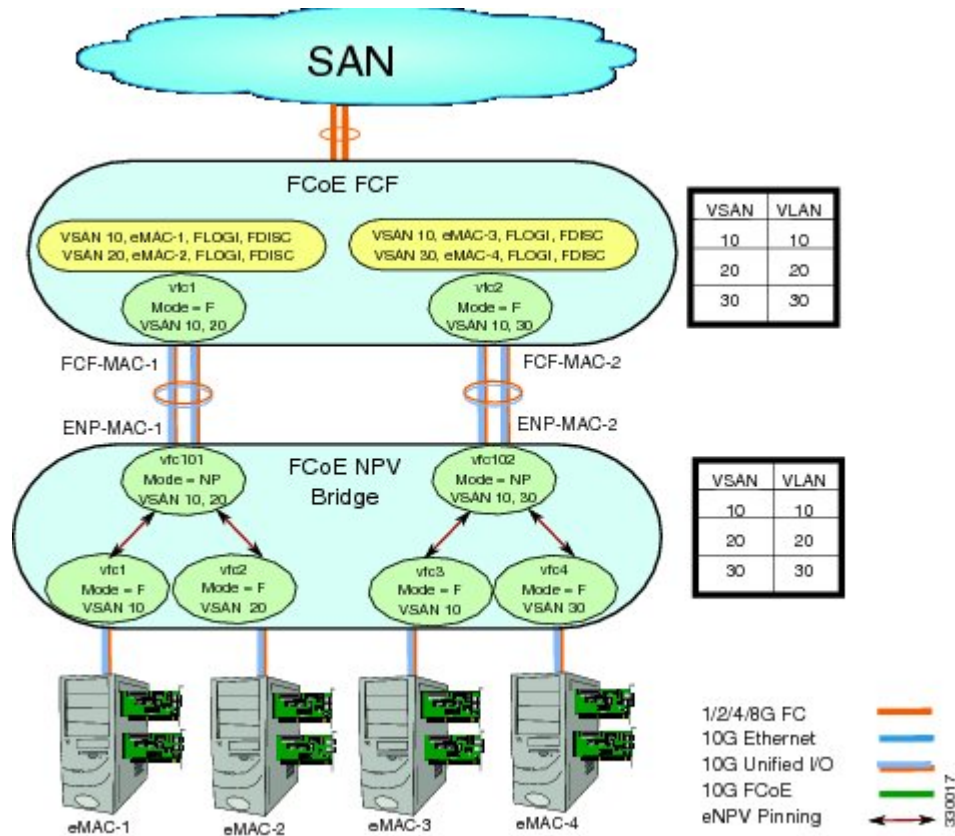 SAN
FCoE FCF
VSAN 10, eMAC-1, FLOGI, FDISC
VSAN 20, eMAC-2, FLOGI, FDISC
VSAN 10, eMAC-3, FLOGI, FDISC
VSAN 30, eMAC-4, FLOGI, FDISC
vfc1
Mode = F
VSAN 10, 20
vfc2
Mode = F
VSAN 10, 30
VSAN VLAN
10 10
20 20
30 30
FCF-MAC-1
FCF-MAC-2
ENP-MAC-1
ENP-MAC-2
FCoE NPV
Bridge
vfc101
Mode = NP
VSAN 10, 20
vfc102
Mode = NP
VSAN 10, 30
vfc1
Mode = F
VSAN 10
vfc2
Mode = F
VSAN 20
vfc3
Mode = F
VSAN 10
vfc4
Mode = F
VSAN 30
VSAN VLAN
10 10
20 20
30 30
eMAC-1
eMAC-2
eMAC-3
eMAC-4
1/2/4/8G FC
10G Ethernet
10G Unified I/O
10G FCoE
eNPV Pinning
330017